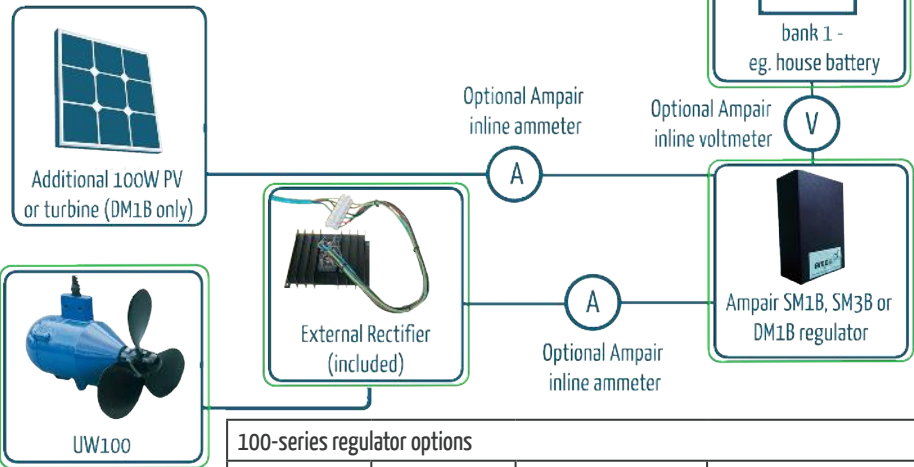 bank 1 -
eg. house battery
Optional Ampair
inline ammeter
Optional Ampair
inline voltmeter
V
A
Additional 100W PV
or turbine (DM1B only)
External Rectifier
(included)
A
Optional Ampair
inline ammeter
Ampair SM1B, SM3B or
DM1B regulator
UW100
100-series regulator options